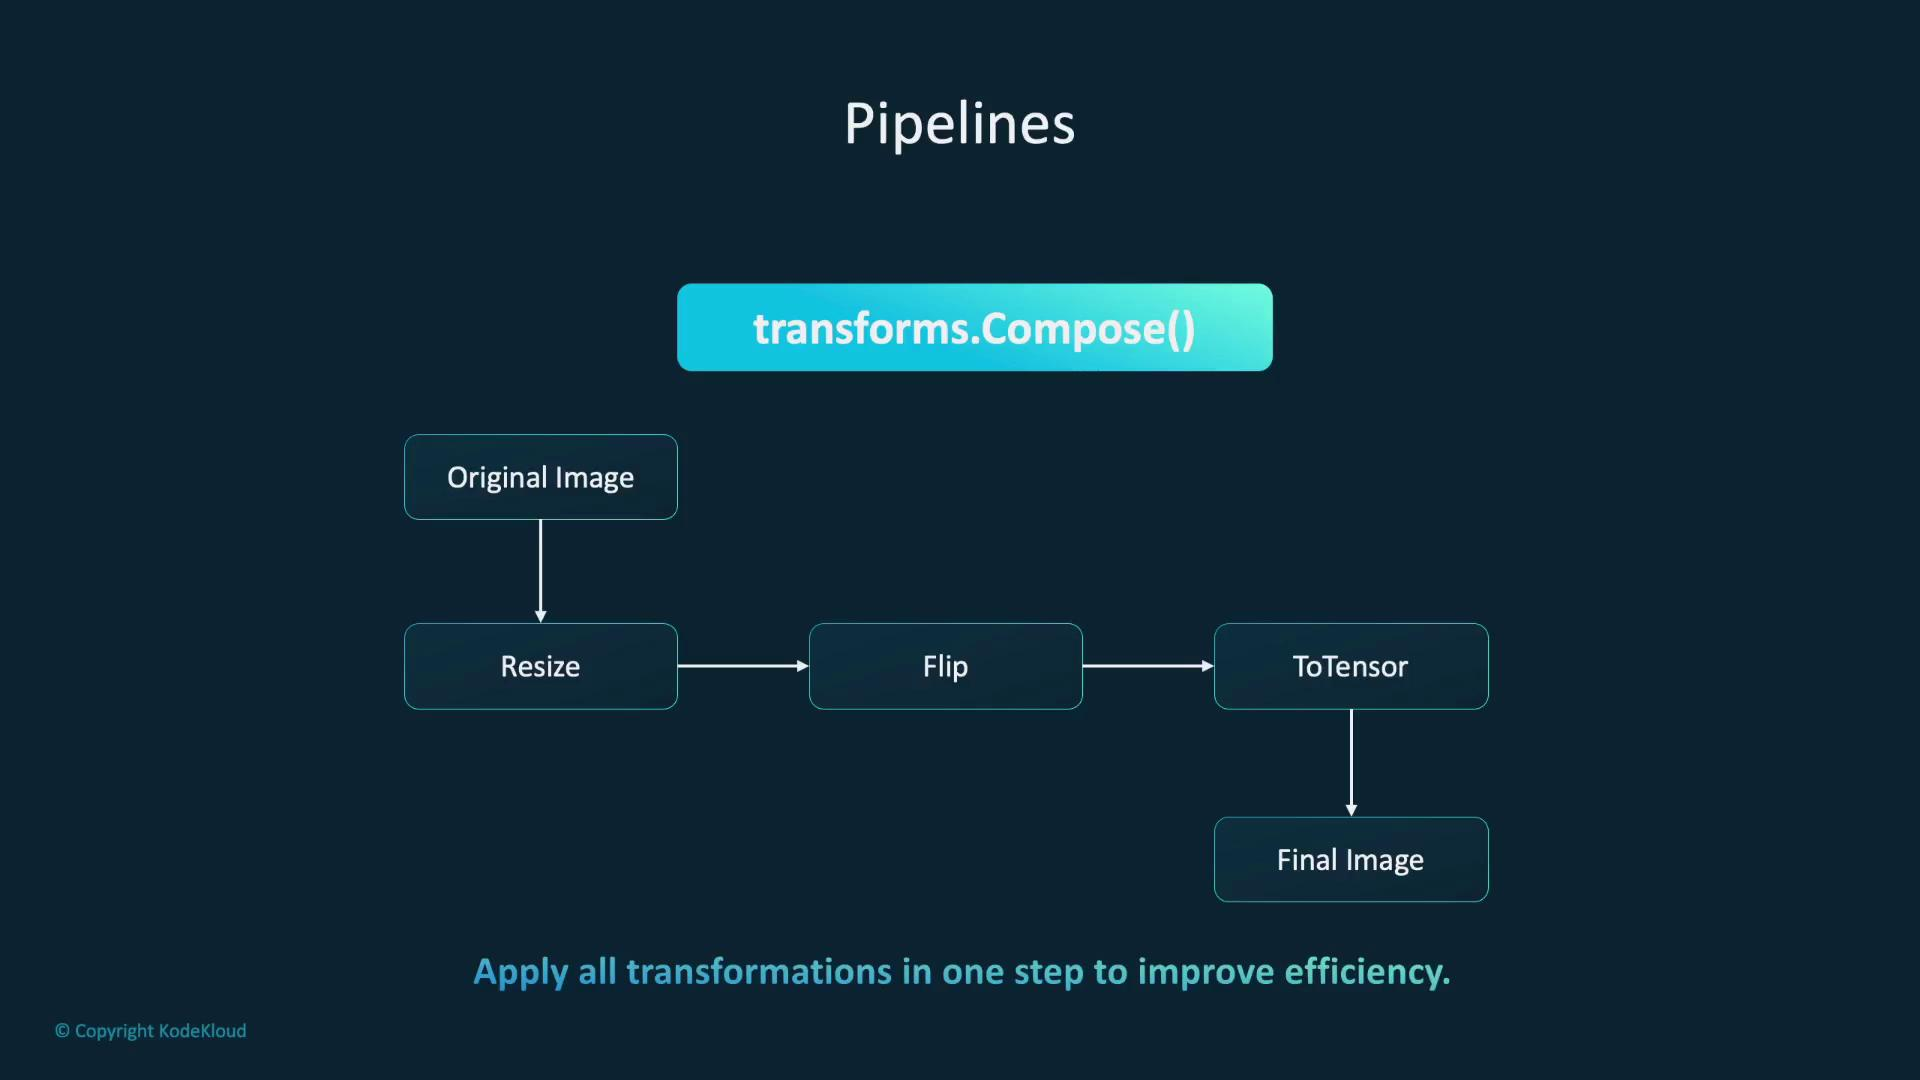 Pipelines
transforms.Compose()
Original Image
Resize
Flip
ToTensor
Final Image
Apply all transformations in one step to improve efficiency.
© Copyright KodeKloud